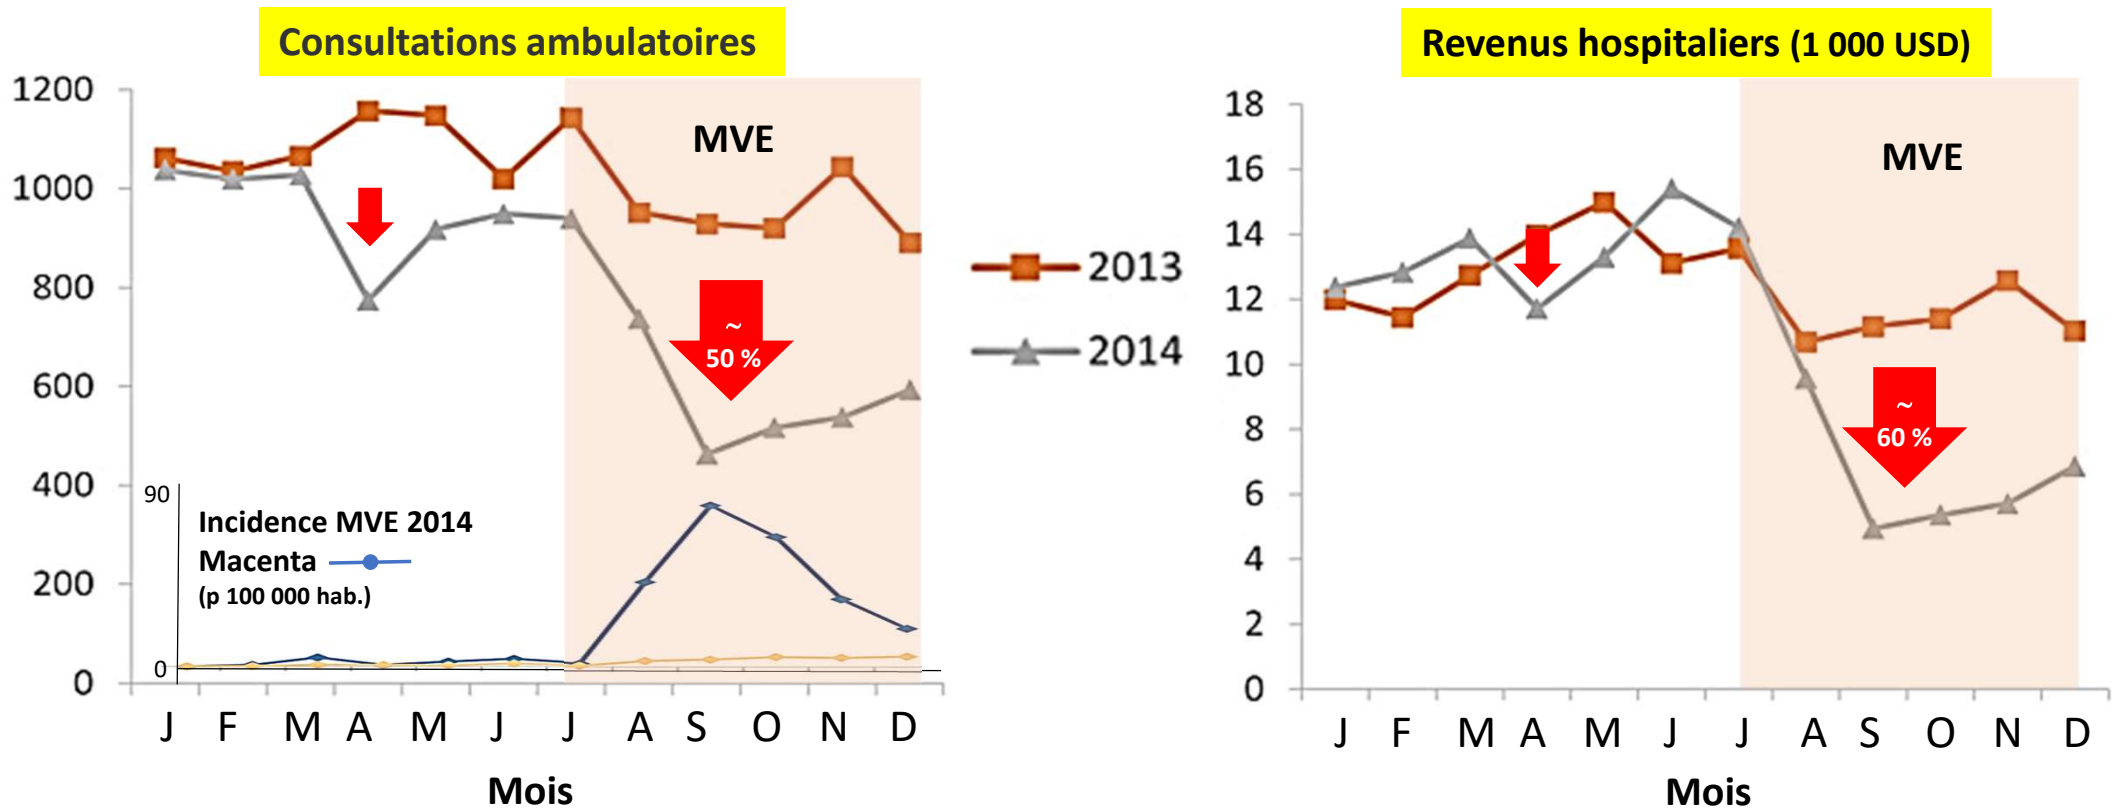 Consultations ambulatoires
1200
1000
800
600
400
200
0
MVE
~
50 %
90
Incidence MVE 2014
Macenta
(p 100 000 hab.)
0
J F M A M J J A S O N D
Mois
2013
2014
Revenus hospitaliers (1 000 USD)
18
16
14
12
10
8
6
4
2
0
MVE
~
60 %
J F M A M J J A S O N D
Mois